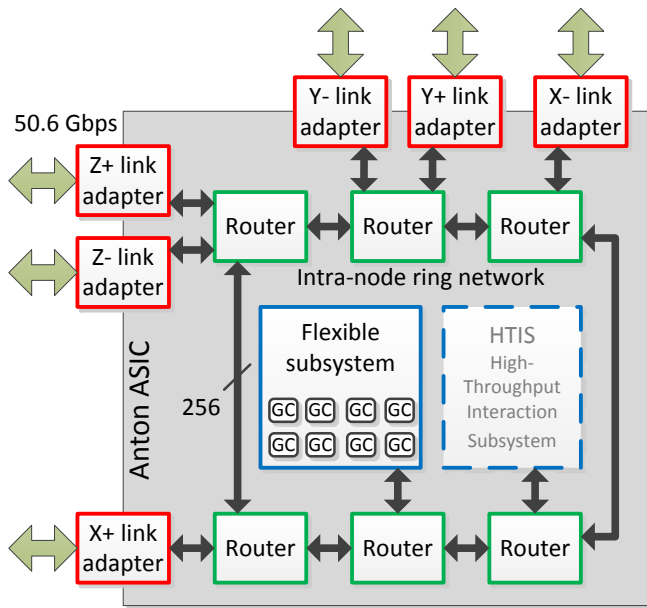 Y- link
adapter
Y+ link
adapter
X- link
adapter
50.6 Gbps
Z+ link
adapter
Z- link
adapter
Router
Router
Router
Intra-node ring network
Anton ASIC
256
Flexible
subsystem
GC GC GC GC
GC GC GC GC
HTIS
High-
Throughput
Interaction
Subsystem
X+ link
adapter
Router
Router
Router